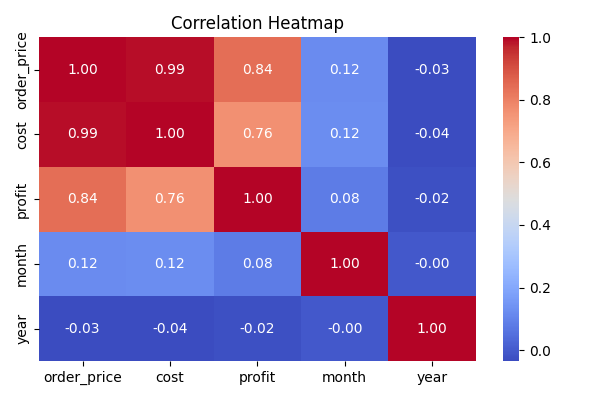 Correlation Heatmap
order_price 1.00 0.99 0.84 0.12 -0.03
cost 0.99 1.00 0.76 0.12 -0.04
profit 0.84 0.76 1.00 0.08 -0.02
month 0.12 0.12 0.08 1.00 -0.00
year -0.03 -0.04 -0.02 -0.00 1.00
order_price cost profit month year
1.0
0.8
0.6
0.4
0.2
0.0